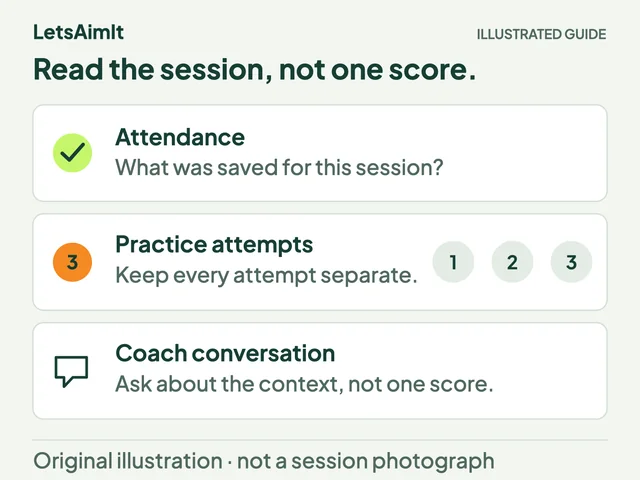 LetsAimIt
ILLUSTRATED GUIDE
Read the session, not one score.
Attendance
What was saved for this session?
3
Practice attempts
Keep every attempt separate.
1 2 3
Coach conversation
Ask about the context, not one score.
Original illustration · not a session photograph